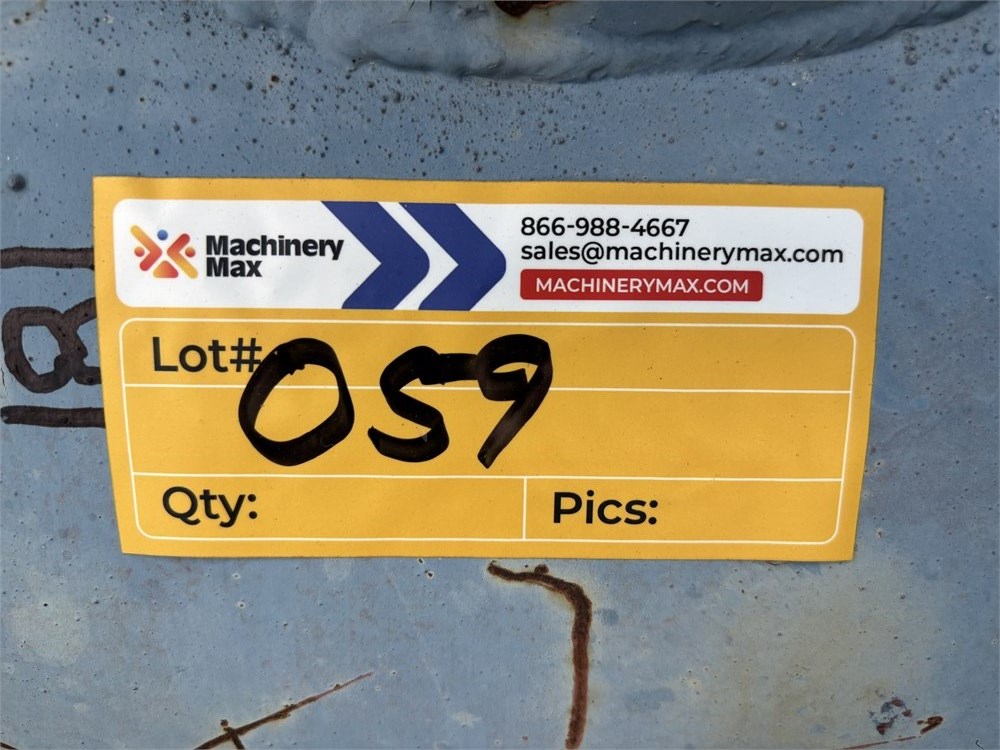 Machinery
Max
866-988-4667
sales@machinerymax.com
MACHINERYMAX.COM
Lot# 059
Qty:
Pics: